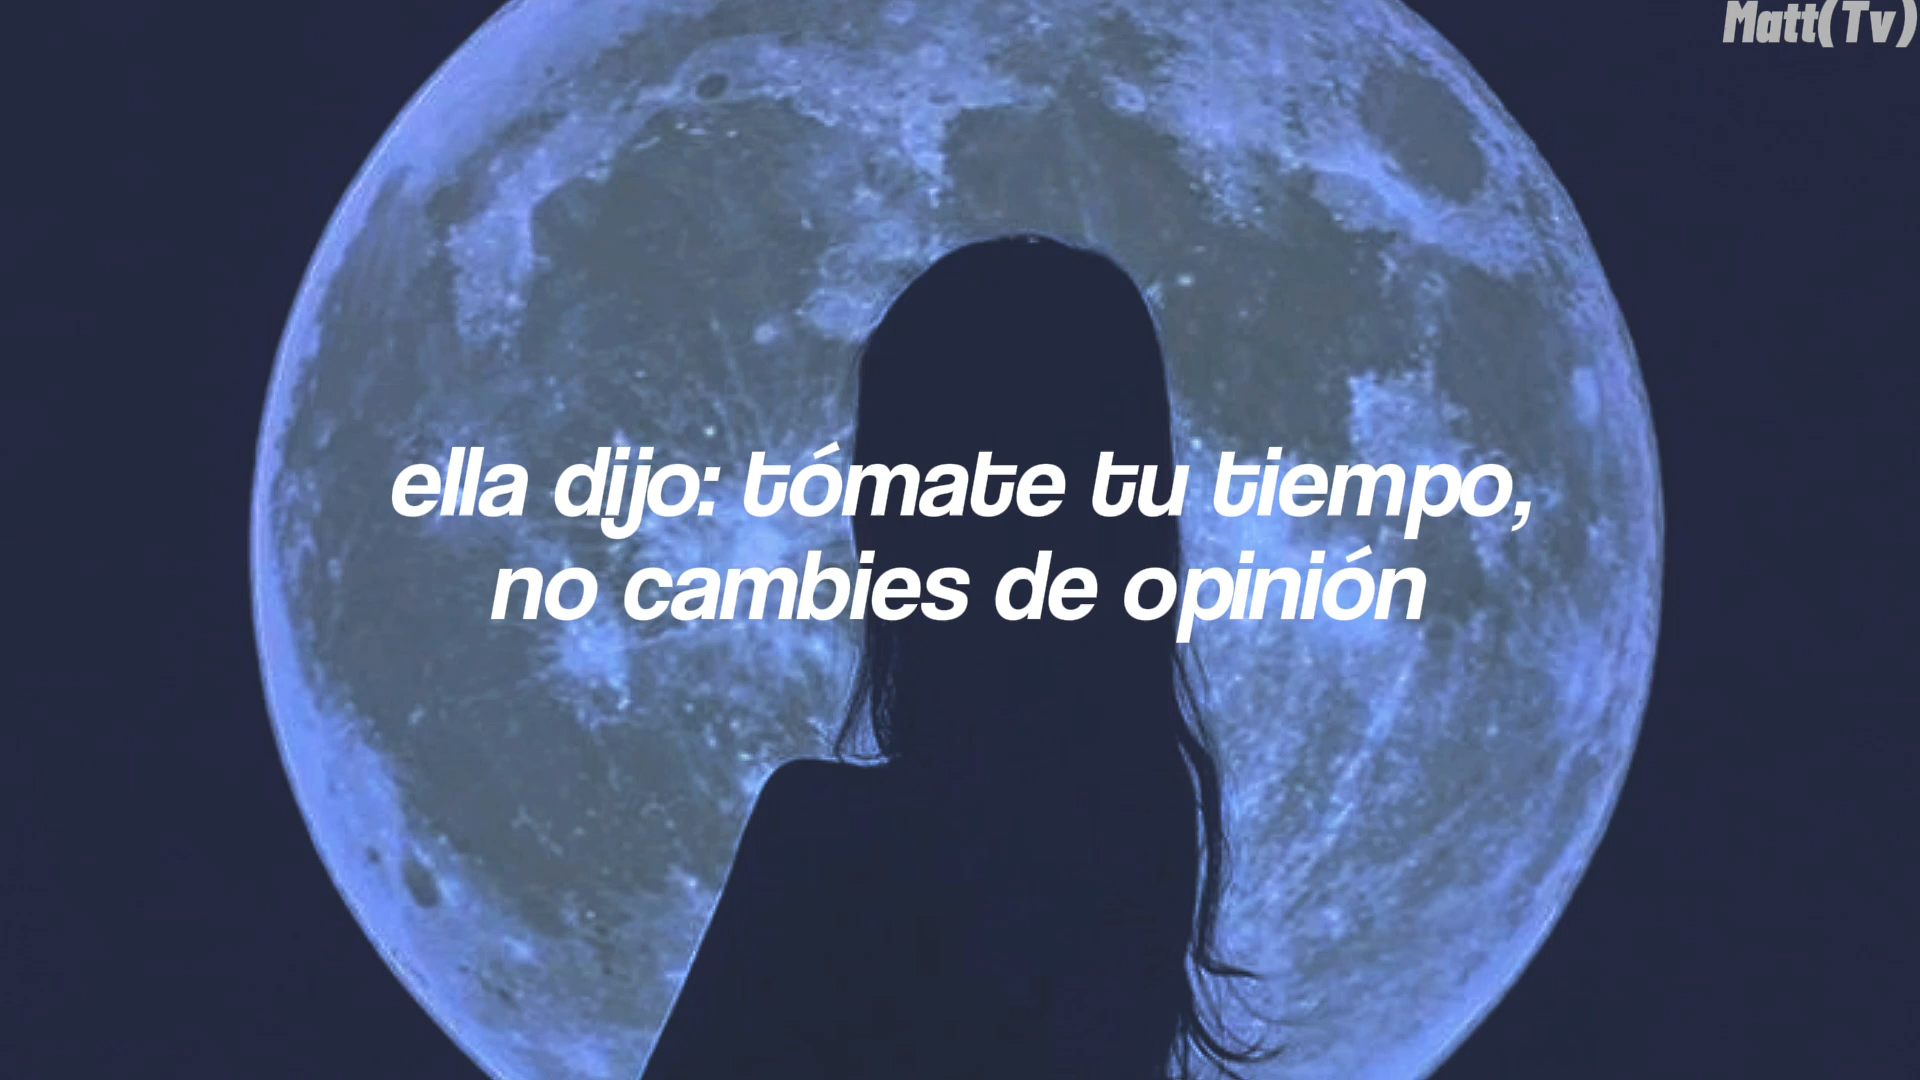 Matt(Tv)
ella dijo: tómate tu tiempo,
no cambies de opinión